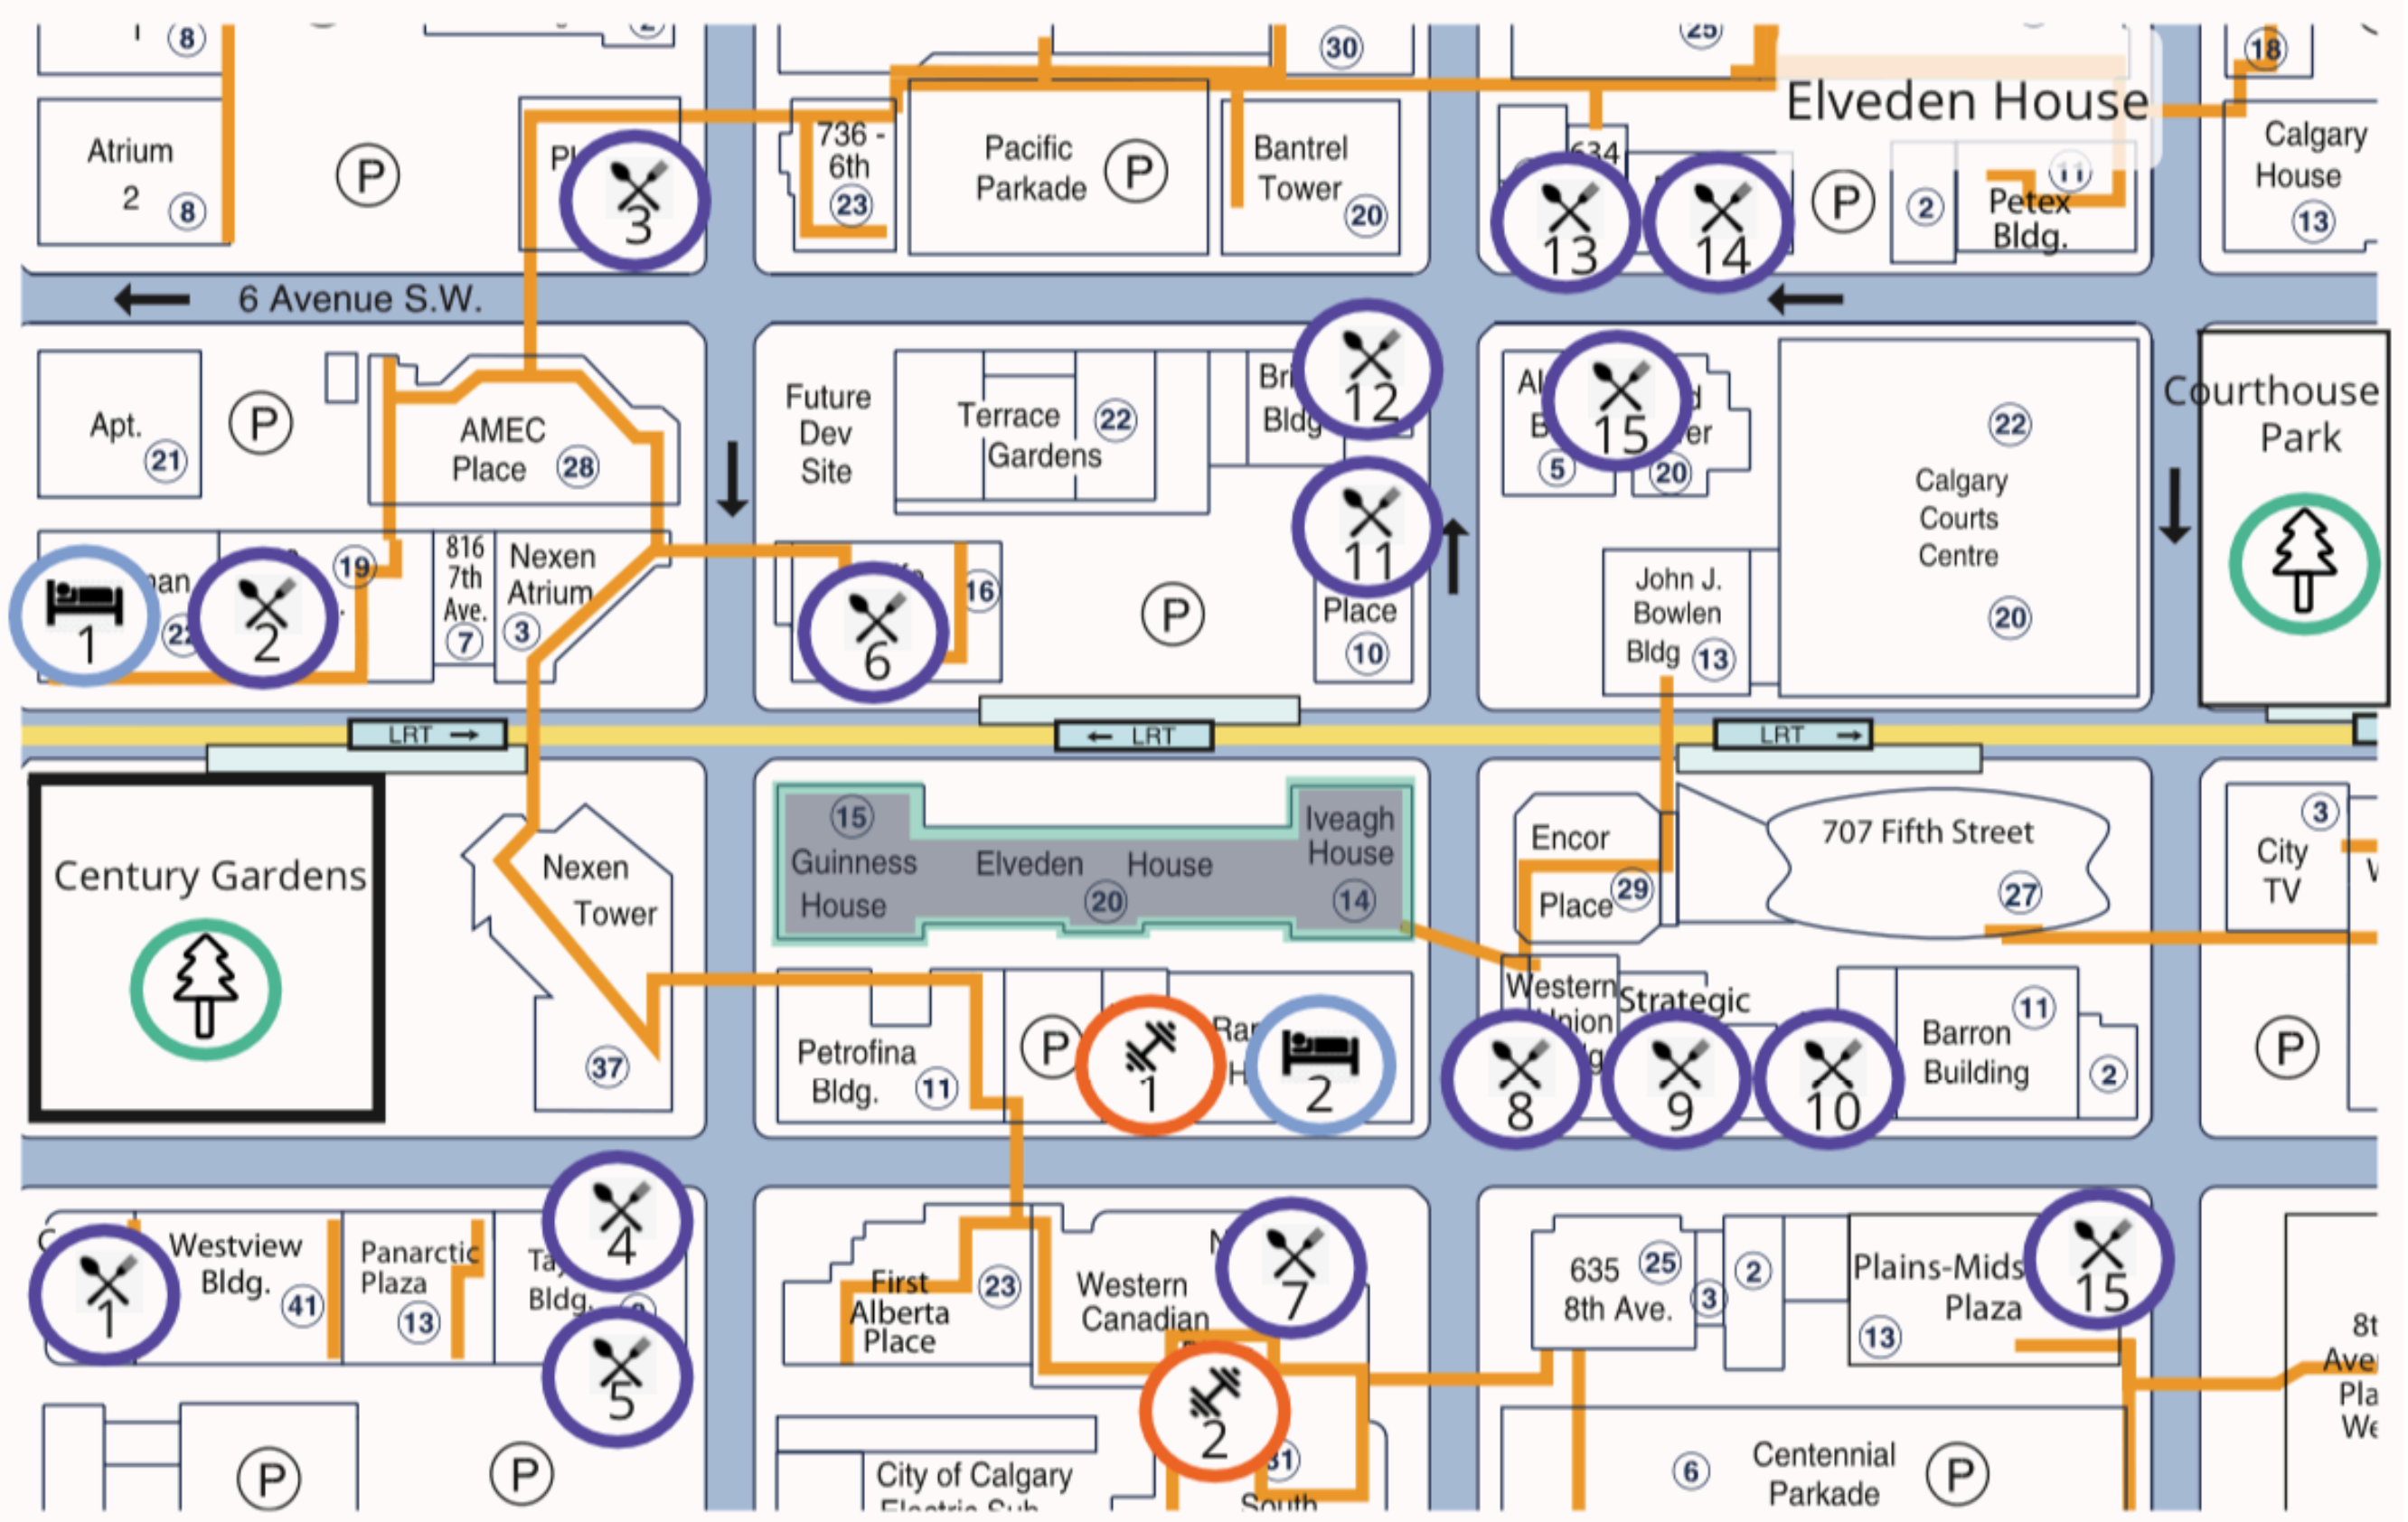 8
30
25
18
Elveden House
Atrium
2
8
P
3
736 -
6th
23
Pacific
Parkade
P
Bantrel
Tower
20
634
13
14
P
2
11
Petex
Bldg.
Calgary
House
13
6 Avenue S.W.
Apt.
21
P
AMEC
Place
28
Future
Dev
Site
Terrace
Gardens
22
12
15
5
20
22
Calgary
Courts
Centre
20
Courthouse
Park
1
2
19
816
7th
Ave.
7
Nexen
Atrium
3
6
16
P
11
Place
10
John J.
Bowlen
Bldg
13
LRT
LRT
LRT
Century Gardens
Nexen
Tower
37
15
Guinness
House
Elveden House
20
Iveagh
House
14
Encor
Place
29
707 Fifth Street
27
3
City
TV
Petrofina
Bldg.
11
P
1
2
Western
Union
Strategic
8
9
10
Barron
Building
11
2
P
1
Westview
Bldg.
41
Panarctic
Plaza
13
Bldg.
4
5
First
Alberta
Place
23
Western
Canadian
7
2
31
South
635
8th Ave.
25
3
2
Plains-Mids
Plaza
13
15
P
P
City of Calgary
6
Centennial
Parkade
P